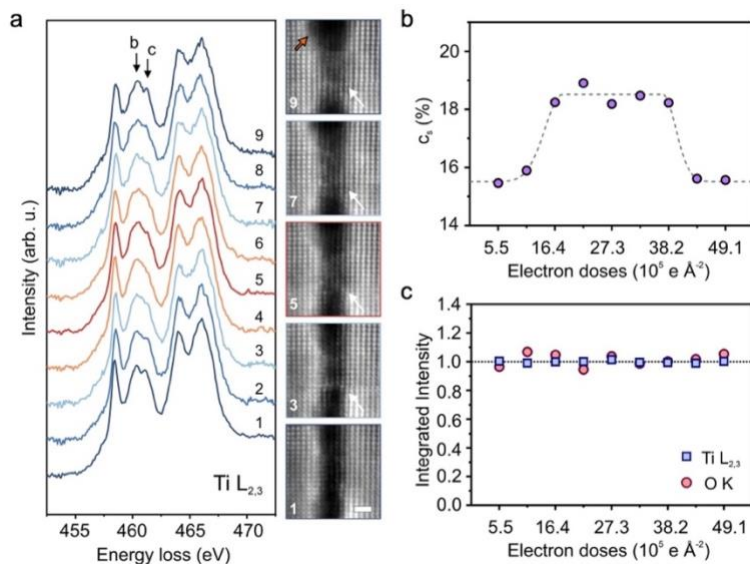 a
b
c
9
8
7
6
5
4
3
2
1
Ti L2,3
Intensity (arb. u.)
455 460 465 470
Energy loss (eV)
9
7
5
3
1
b
20
18
16
14
cs (%)
5.5 16.4 27.3 38.2 49.1
Electron doses (10⁵ e Å⁻²)
c
1.4
1.2
1.0
0.8
0.6
0.4
0.2
0.0
Integrated Intensity
Ti L2,3
O K
5.5 16.4 27.3 38.2 49.1
Electron doses (10⁵ e Å⁻²)